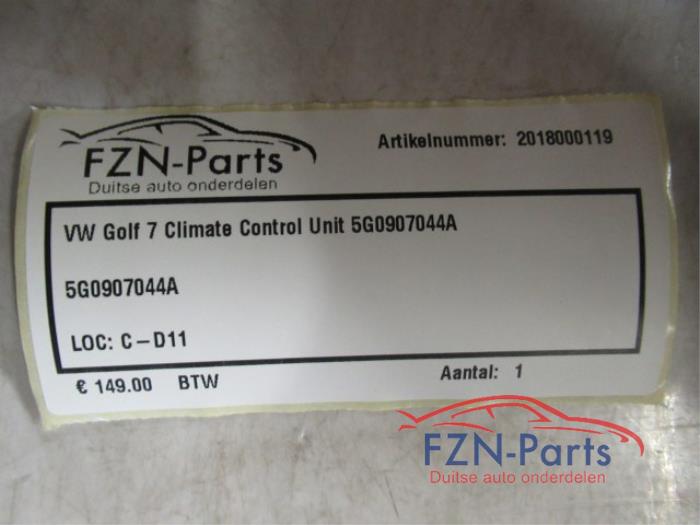 FZN-Parts
Duitse auto onderdelen
Artikelnummer: 2018000119
VW Golf 7 Climate Control Unit 5G0907044A
5G0907044A
LOC: C-D11
€ 149.00 BTW
Aantal: 1
FZN-Parts
Duitse auto onderdelen